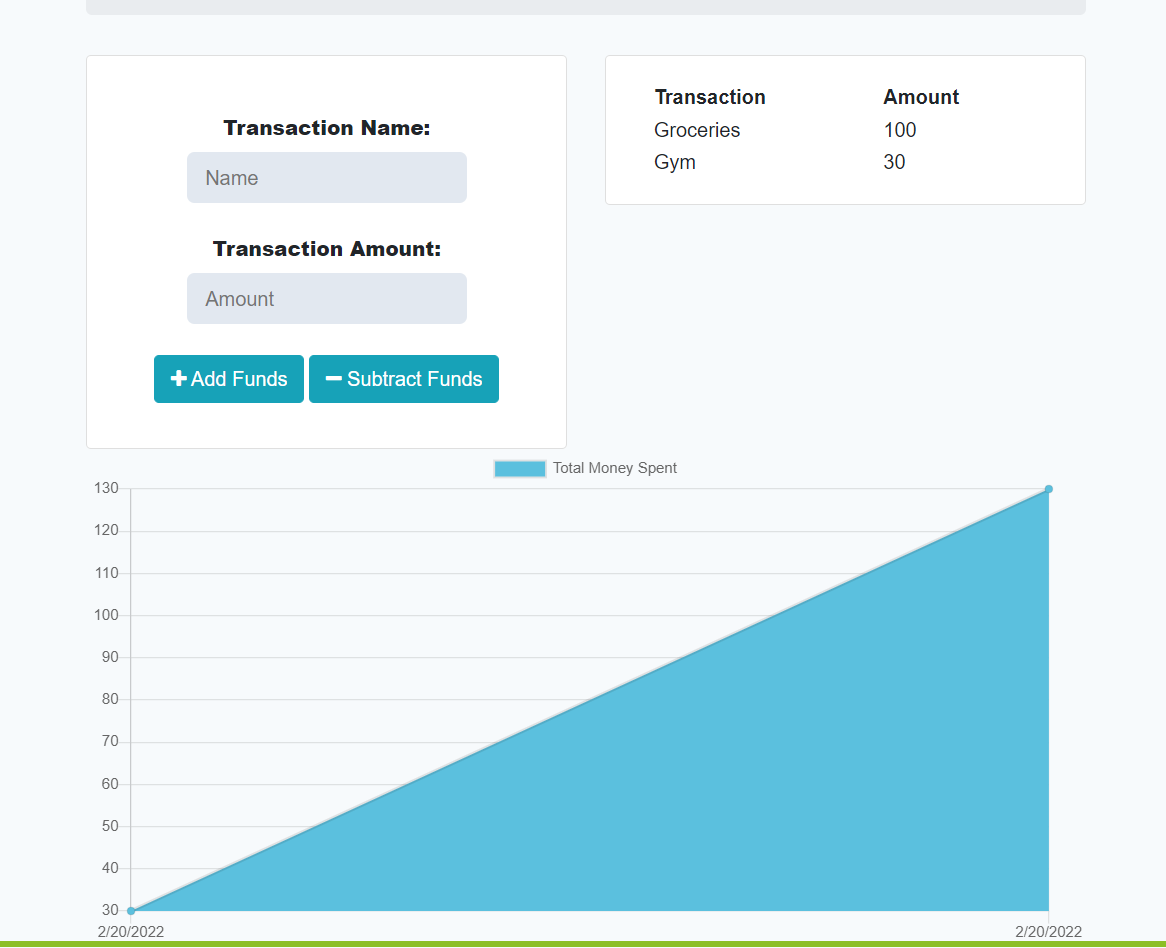 Transaction Name:
Name
Transaction Amount:
Amount
Add Funds
Subtract Funds
Transaction Amount
Groceries 100
Gym 30
Total Money Spent
130
120
110
100
90
80
70
60
50
40
30
2/20/2022 2/20/2022